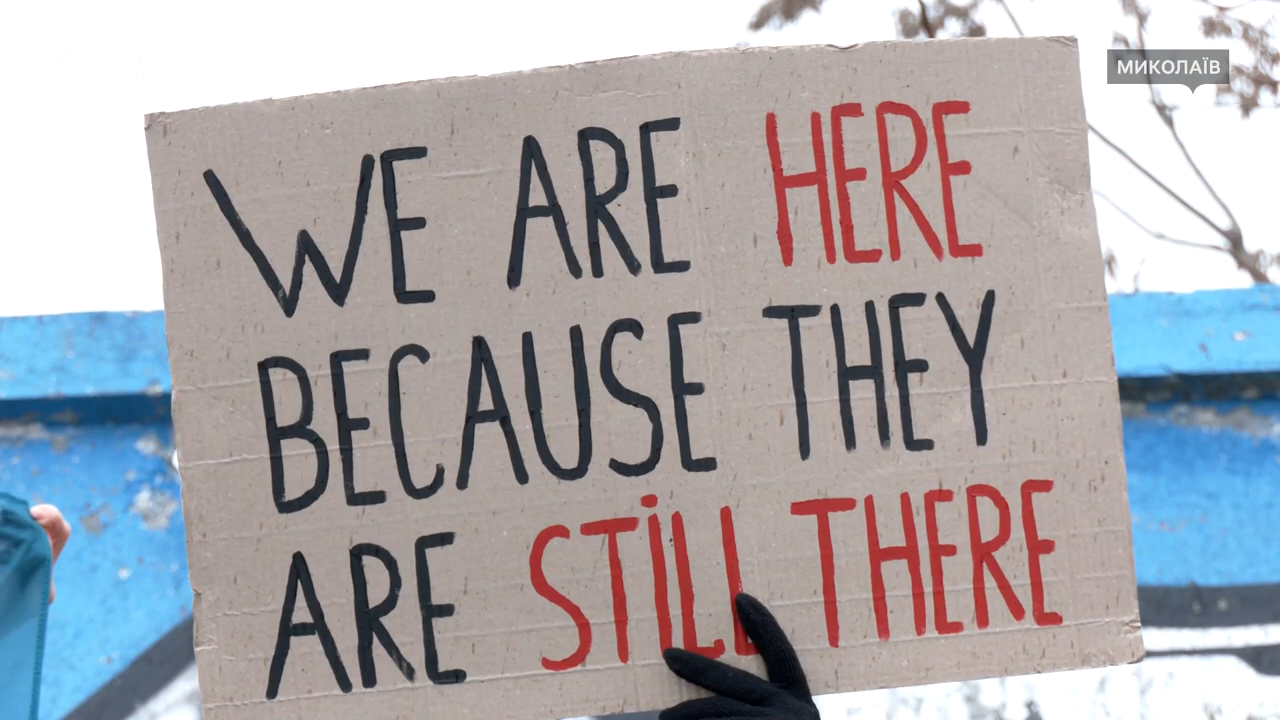 МИКОЛАЇВ
WE ARE HERE
BECAUSE THEY
ARE STiLL THERE